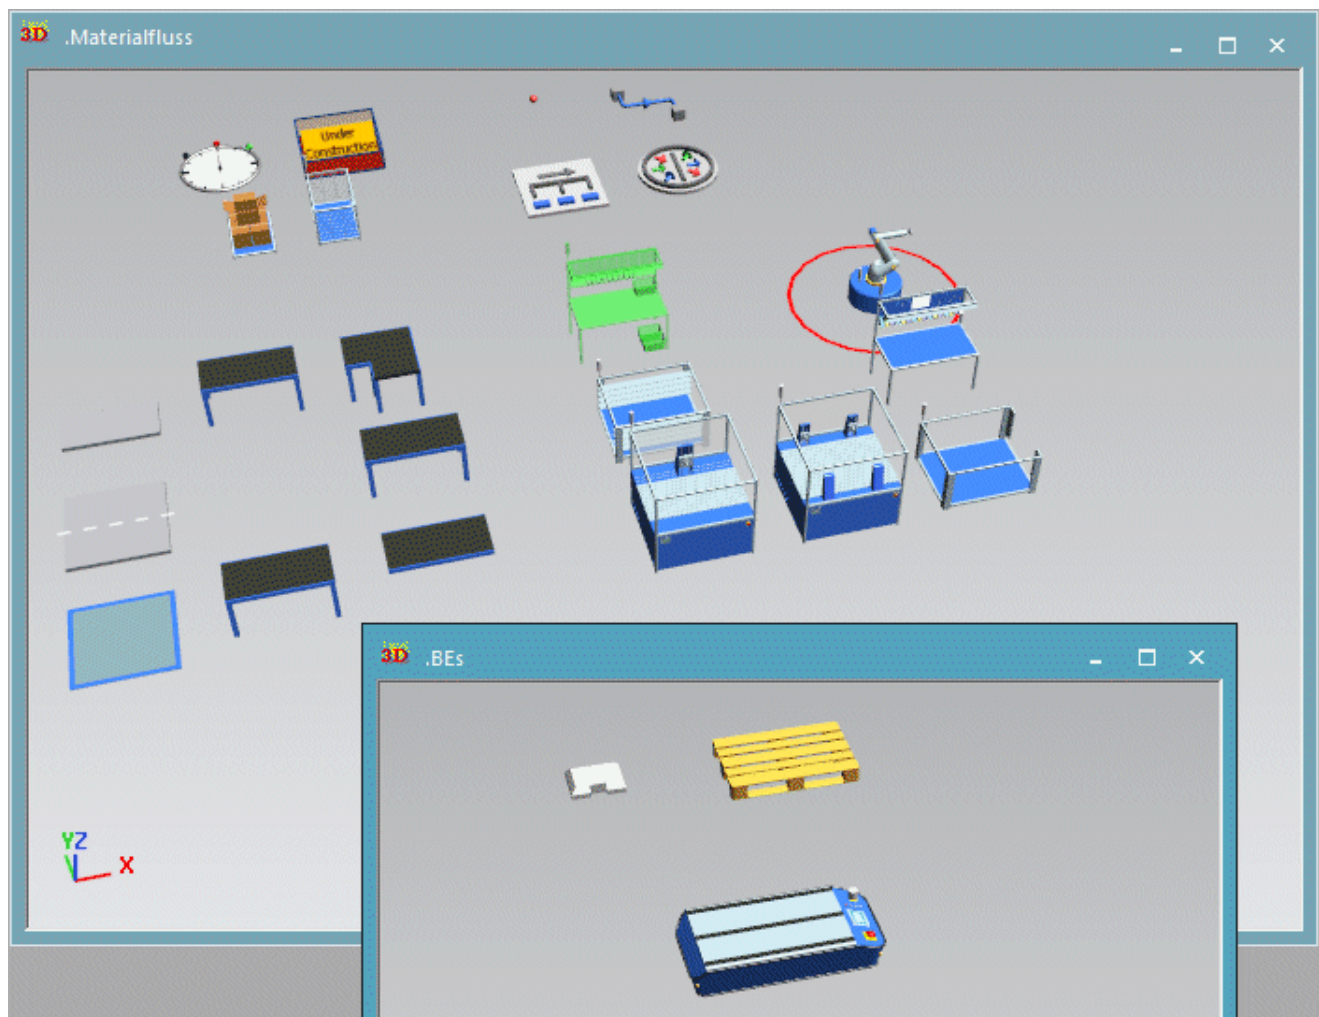 3D .Materialfluss
Under
Construction
3D .BEs
YZ
X